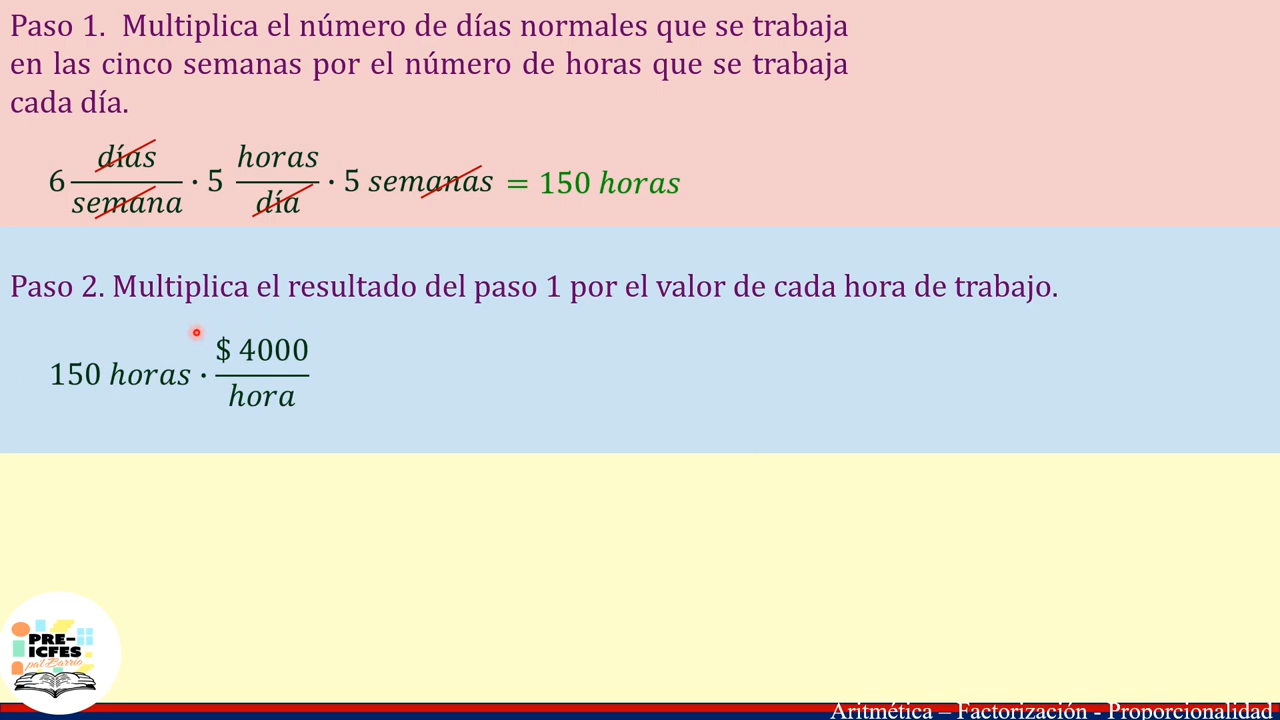 Paso 1. Multiplica el número de días normales que se trabaja
en las cinco semanas por el número de horas que se trabaja
cada día.
6 días/semana · 5 horas/día · 5 semanas = 150 horas
Paso 2. Multiplica el resultado del paso 1 por el valor de cada hora de trabajo.
150 horas · $ 4000/hora
PRE-
ICFES
pal Barrio
Aritmética – Factorización - Proporcionalidad